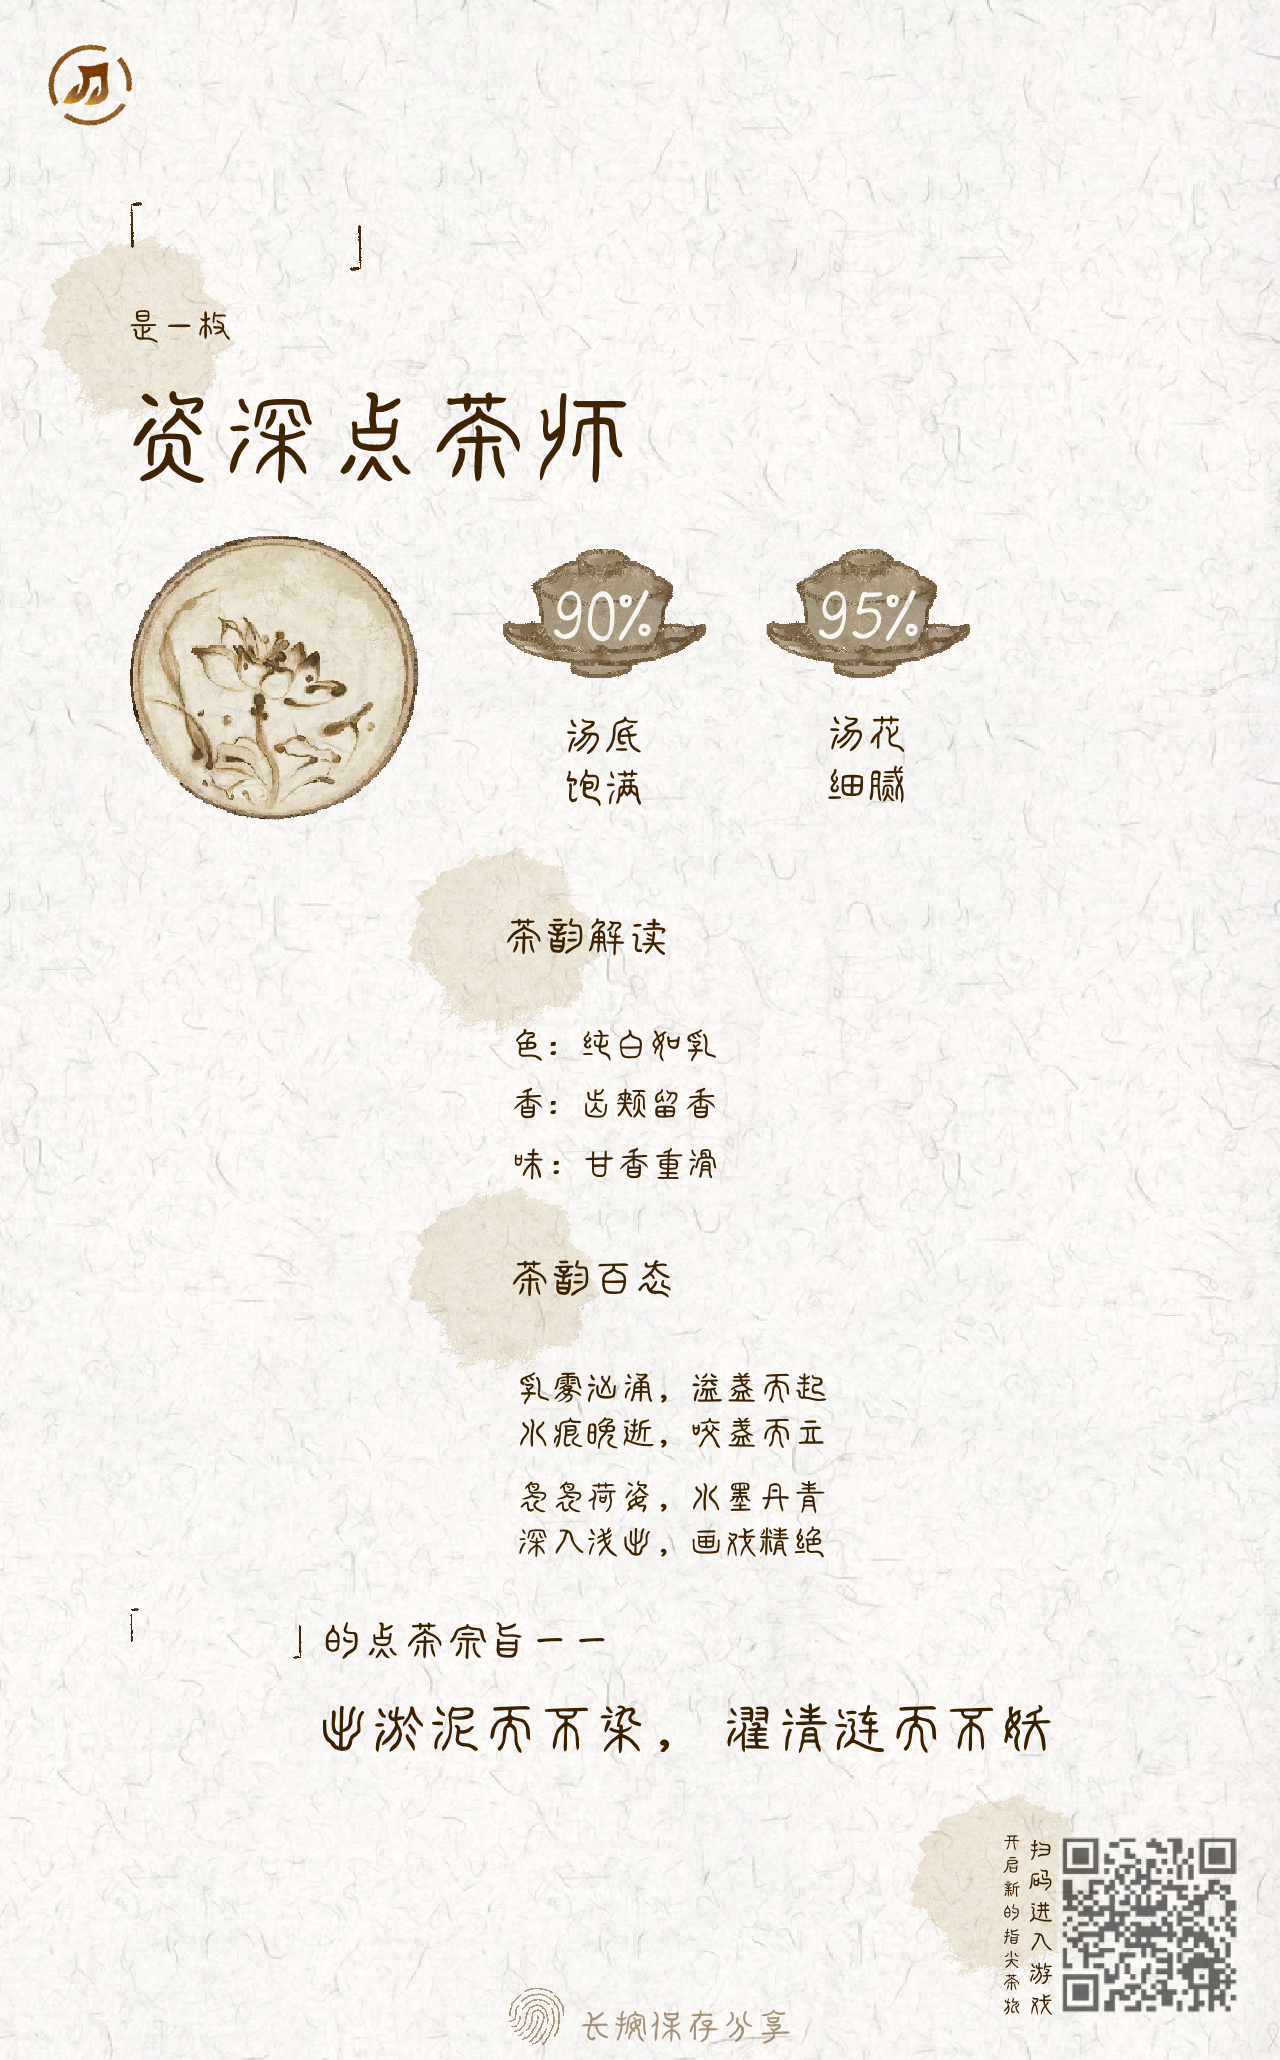 「 」
是一枚
资深点茶师
90% 95%
汤底 汤花
饱满 细腻
茶韵解读
色：纯白如乳
香：齿颊留香
味：甘香重滑
茶韵百态
乳雾汹涌，溢盏而起
水痕晚逝，咬盏而立
袅袅荷姿，水墨丹青
深入浅出，画戏精绝
「 」的点茶宗旨一一
出淤泥而不染， 濯清涟而不妖
扫码进入游戏
开启新的指尖茶旅
长按保存分享